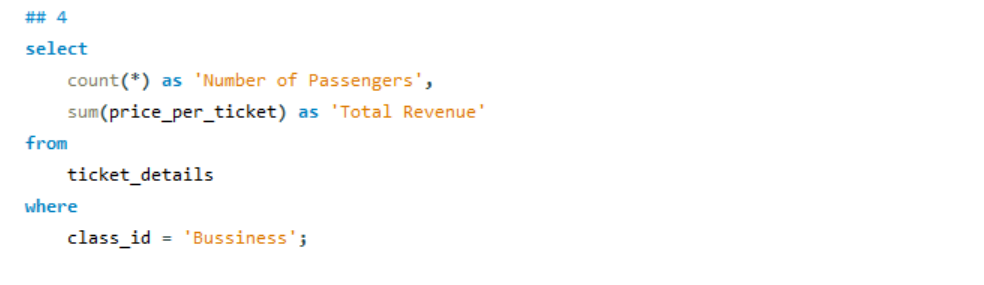 ## 4
select
count(*) as 'Number of Passengers',
sum(price_per_ticket) as 'Total Revenue'
from
ticket_details
where
class_id = 'Bussiness';